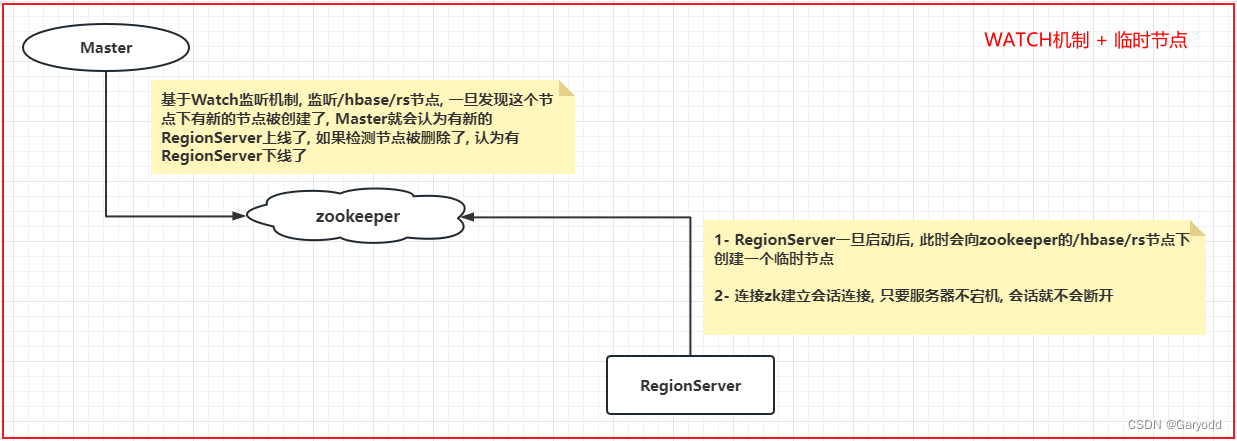 Master
WATCH机制 + 临时节点
基于Watch监听机制, 监听/hbase/rs节点, 一旦发现这个节
点下有新的节点被创建了, Master就会认为有新的
RegionServer上线了, 如果检测节点被删除了, 认为有
RegionServer下线了
zookeeper
1- RegionServer一旦启动后, 此时会向zookeeper的/hbase/rs节点下
创建一个临时节点
2- 连接zk建立会话连接, 只要服务器不宕机, 会话就不会断开
RegionServer
CSDN @Garyodd